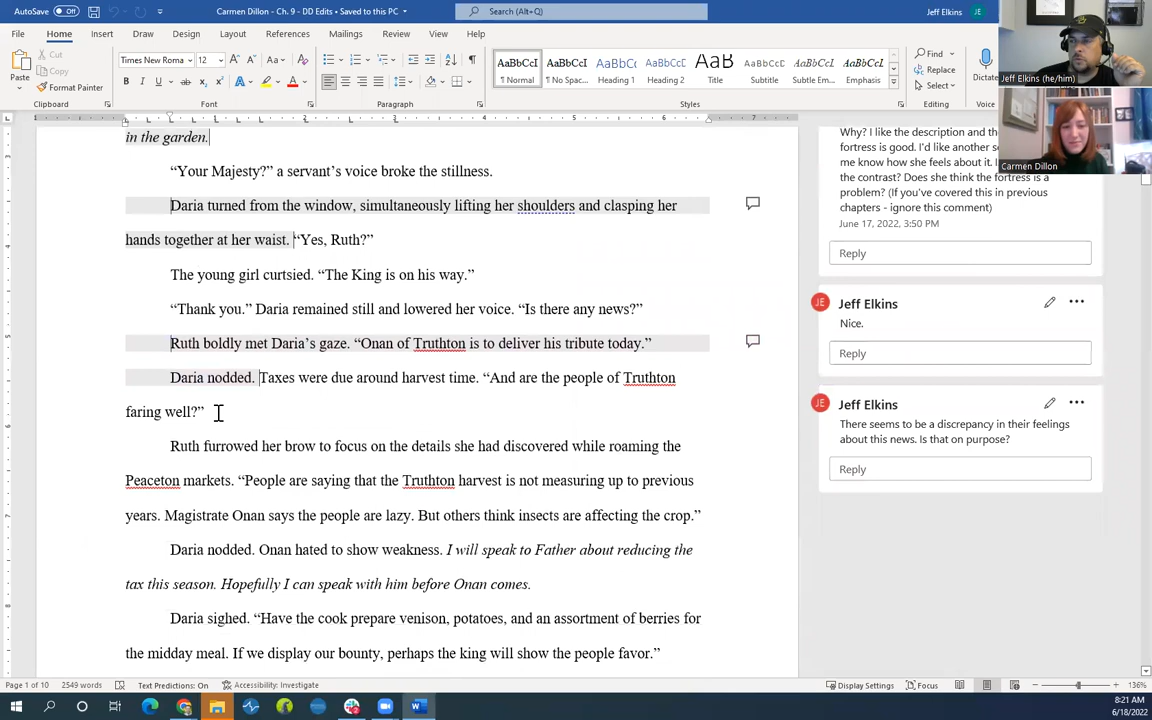 AutoSave Off Carmen Dillon - Ch. 9 - DD Edits • Saved to this PC Search (Alt+Q) Jeff Elkins JE
File Home Insert Draw Design Layout References Mailings Review View Help
Paste Cut Copy Format Painter
Clipboard
Times New Roma 12
Font
Paragraph
AaBbCcI AaBbCcI AaBbCcI AaBbCcI AaB AaBbCcI AaBbCcI AaBbCcI
¶ Normal ¶ No Spac... Heading 1 Heading 2 Title Subtitle Subtle Em... Emphasis
Styles
Find
Replace
Select
Editing
Dictate
Voice
Jeff Elkins (he/him)
Carmen Dillon
in the garden.
“Your Majesty?” a servant’s voice broke the stillness.
Daria turned from the window, simultaneously lifting her shoulders and clasping her
hands together at her waist. “Yes, Ruth?”
The young girl curtsied. “The King is on his way.”
“Thank you.” Daria remained still and lowered her voice. “Is there any news?”
Ruth boldly met Daria’s gaze. “Onan of Truthton is to deliver his tribute today.”
Daria nodded. Taxes were due around harvest time. “And are the people of Truthton
faring well?”
Ruth furrowed her brow to focus on the details she had discovered while roaming the
Peaceton markets. “People are saying that the Truthton harvest is not measuring up to previous
years. Magistrate Onan says the people are lazy. But others think insects are affecting the crop.”
Daria nodded. Onan hated to show weakness. I will speak to Father about reducing the
tax this season. Hopefully I can speak with him before Onan comes.
Daria sighed. “Have the cook prepare venison, potatoes, and an assortment of berries for
the midday meal. If we display our bounty, perhaps the king will show the people favor.”
Why? I like the description and the
fortress is good. I'd like another s
me know how she feels about it. I
the contrast? Does she think the fortress is a
problem? (If you've covered this in previous
chapters - ignore this comment)
June 17, 2022, 3:50 PM
Reply
JE Jeff Elkins
Nice.
Reply
JE Jeff Elkins
There seems to be a discrepancy in their feelings
about this news. Is that on purpose?
Reply
Page 1 of 10 2549 words Text Predictions: On Accessibility: Investigate Display Settings Focus 136%
8:21 AM
6/18/2022